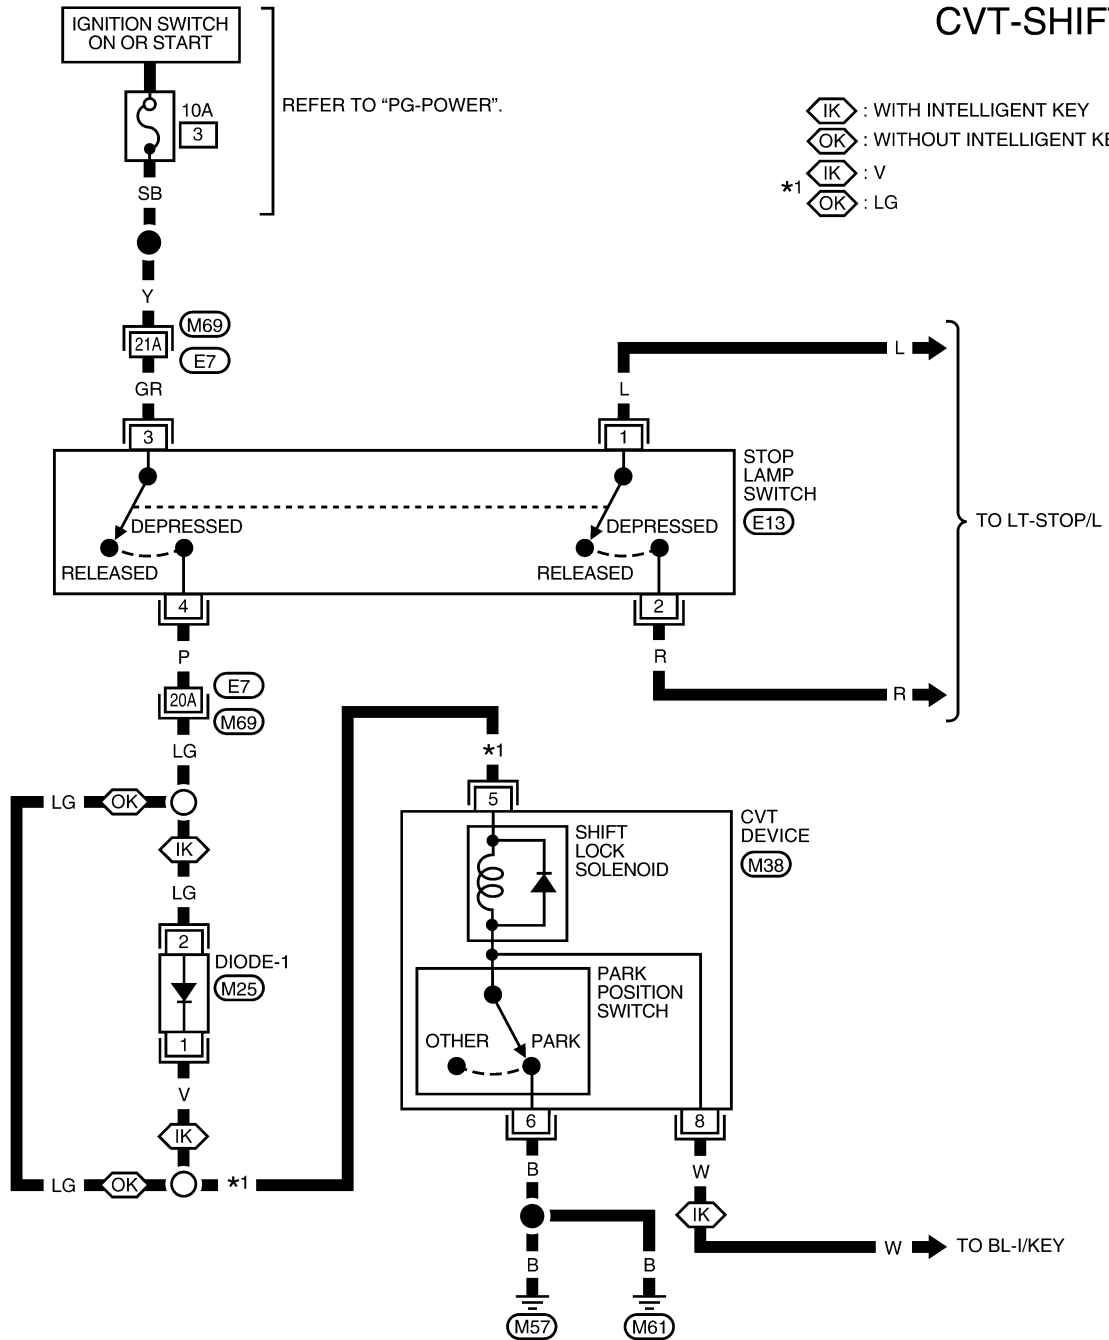 CVT-SHIFT
IGNITION SWITCH
ON OR START
10A
3
REFER TO “PG-POWER”.
IK : WITH INTELLIGENT KEY
OK : WITHOUT INTELLIGENT KE
*1
IK : V
OK : LG
SB
Y
21A
M69
E7
GR
L
L
3
1
STOP
LAMP
SWITCH
E13
DEPRESSED
RELEASED
DEPRESSED
RELEASED
TO LT-STOP/L
4
2
P
R
R
20A
E7
M69
LG
*1
LG
OK
IK
LG
5
CVT
DEVICE
M38
SHIFT
LOCK
SOLENOID
2
DIODE-1
M25
1
PARK
POSITION
SWITCH
OTHER
PARK
V
IK
6
8
LG
OK
*1
B
W
IK
B
B
W
TO BL-I/KEY
M57
M61